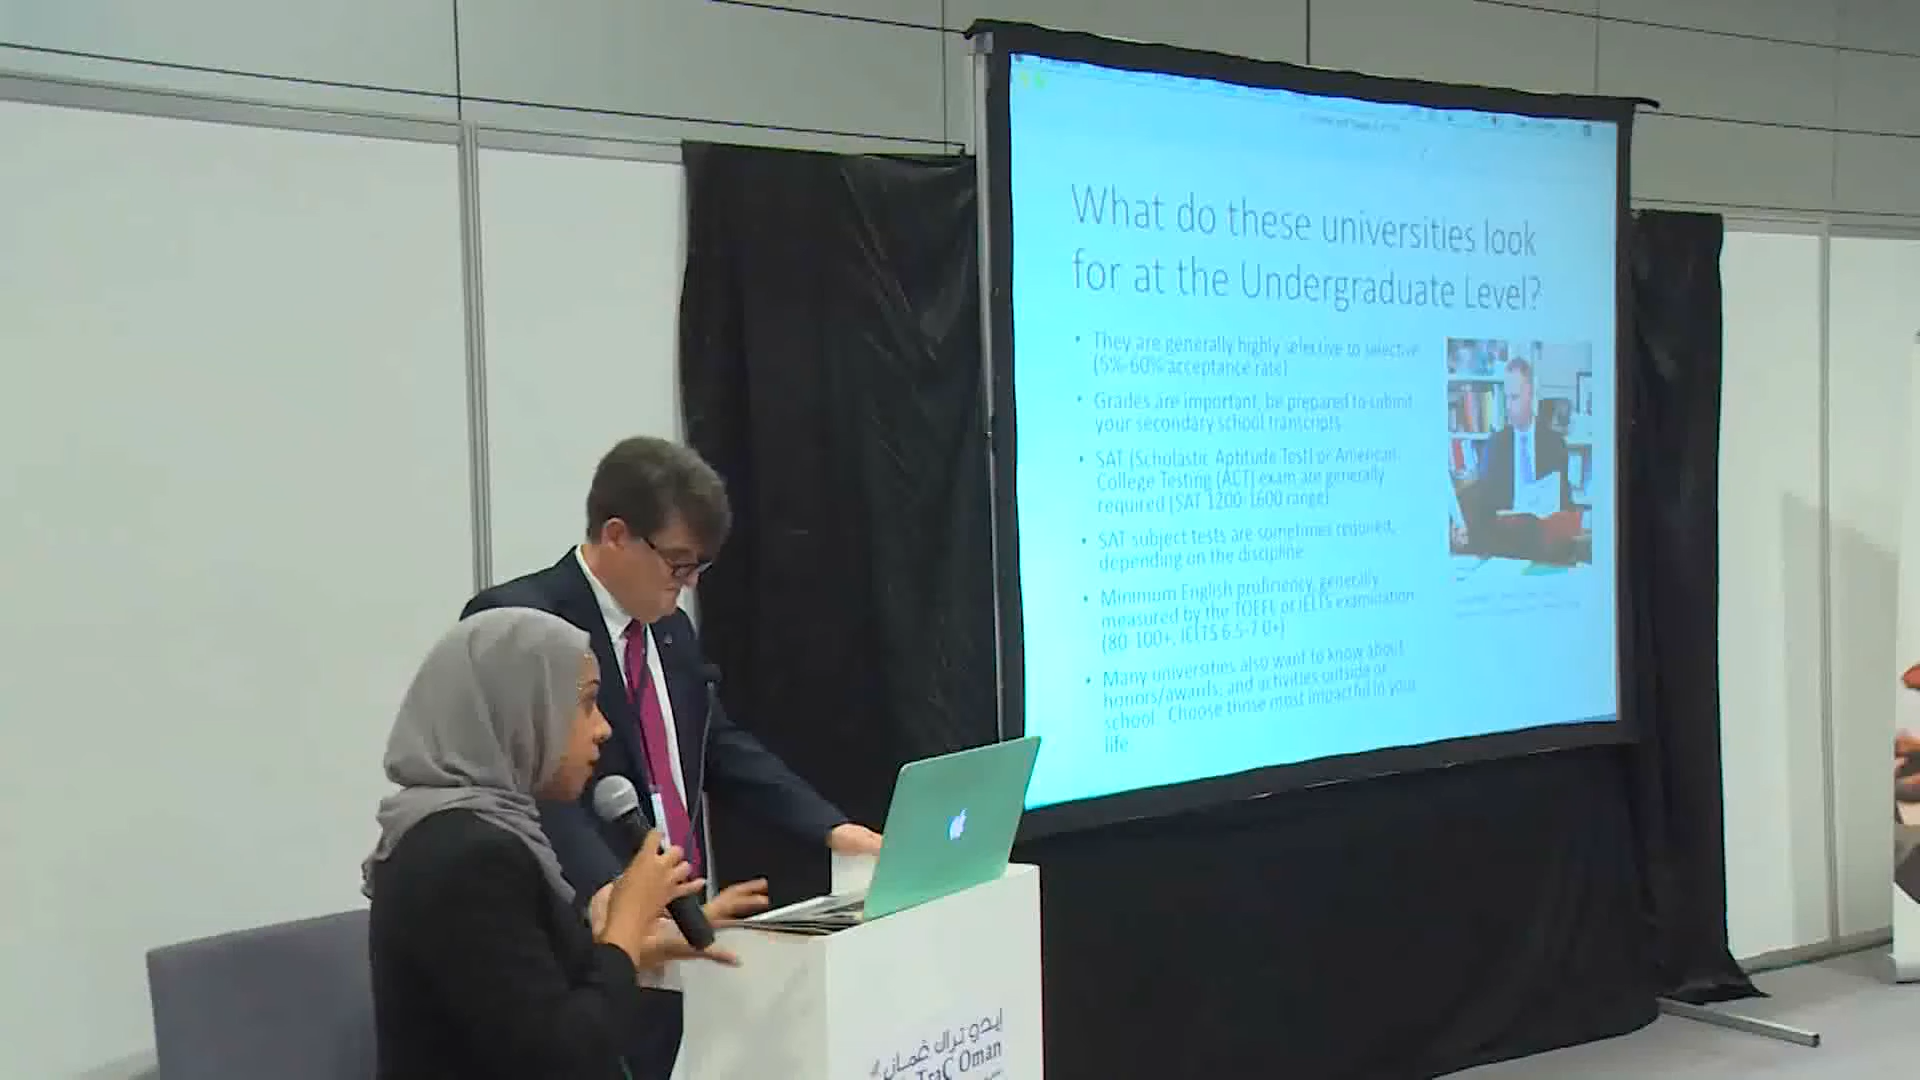 What do these universities look
for at the Undergraduate Level?
• They are generally highly selective to selective
(5%-60% acceptance rate)
• Grades are important, be prepared to submit
your secondary school transcripts
• SAT (Scholastic Aptitude Test) or American
College Testing (ACT) exam are generally
required (SAT 1200-1600 range)
• SAT subject tests are sometimes required,
depending on the discipline
• Minimum English proficiency, generally
measured by the TOEFL or IELTS examination
(80-100+, IELTS 6.5-7.0+)
• Many universities also want to know about
honors/awards, and activities outside of
school. Choose those most impactful in your
life
ايدو تراك عُمان
TraC Oman